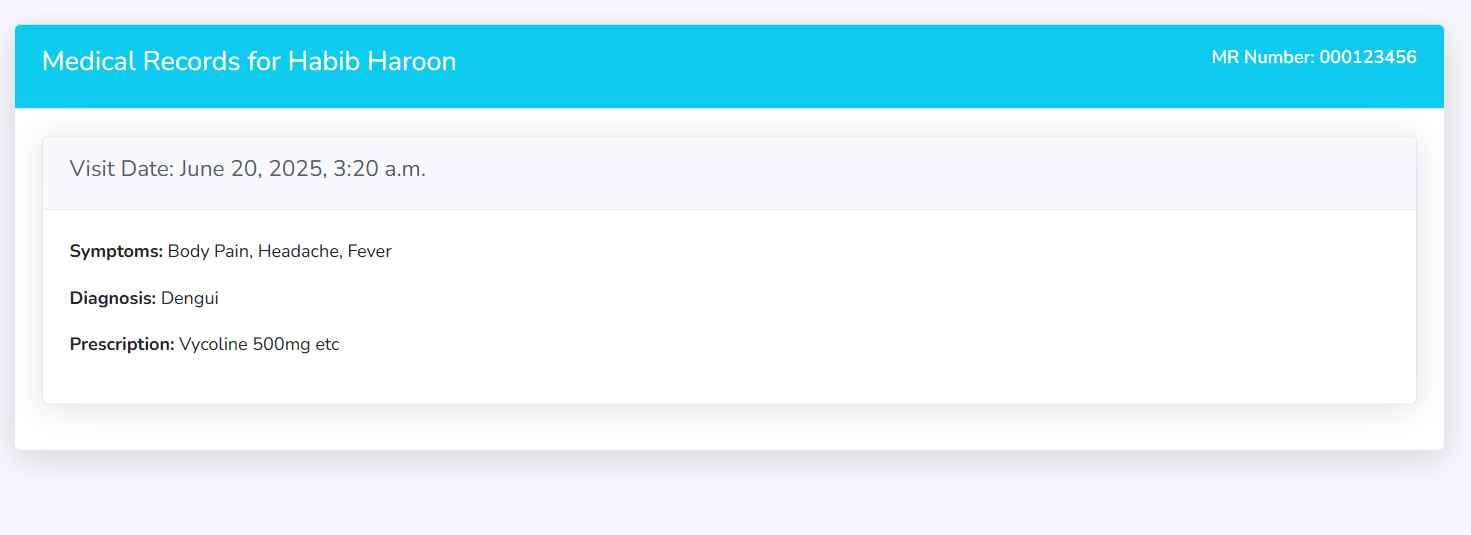 Medical Records for Habib Haroon
MR Number: 000123456
Visit Date: June 20, 2025, 3:20 a.m.
Symptoms: Body Pain, Headache, Fever
Diagnosis: Dengui
Prescription: Vycoline 500mg etc